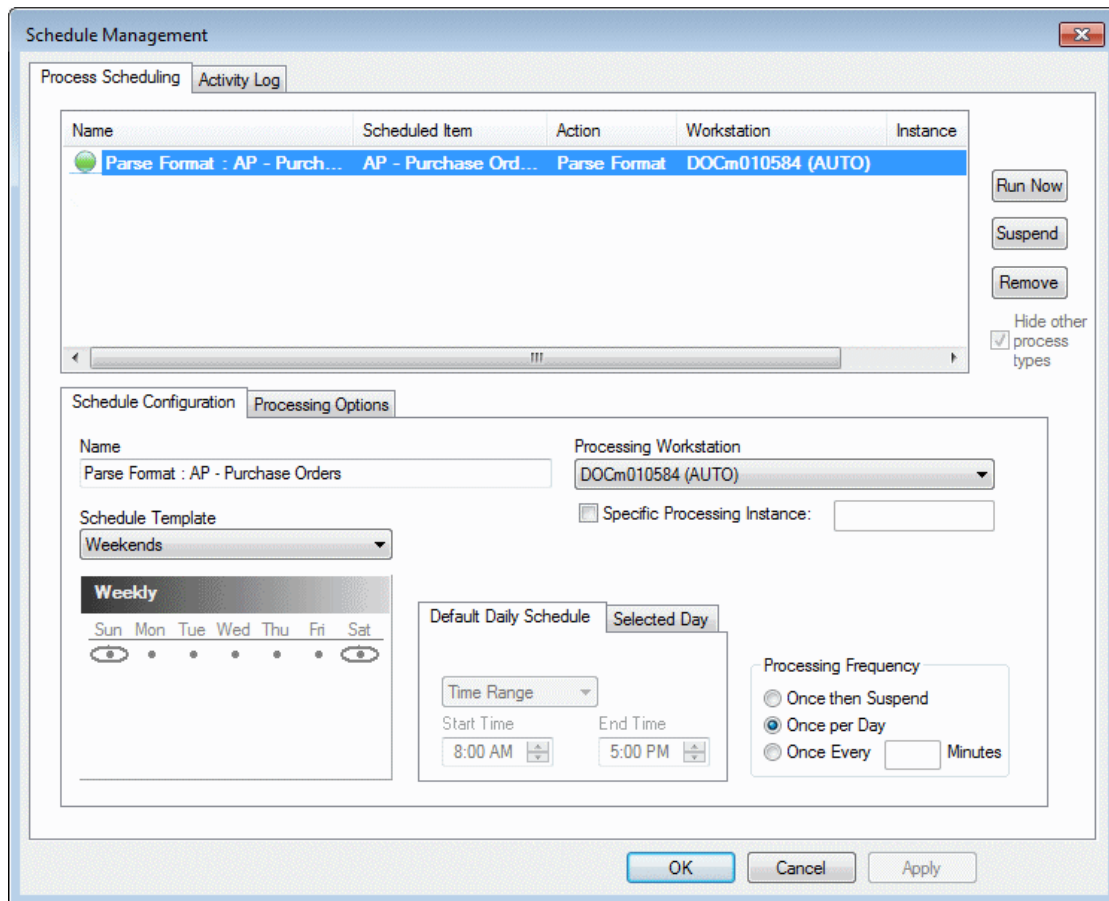 Schedule Management
Process Scheduling Activity Log
Name Scheduled Item Action Workstation Instance
Parse Format : AP - Purch... AP - Purchase Ord... Parse Format DOCm010584 (AUTO)
Run Now
Suspend
Remove
Hide other
process
types
Schedule Configuration Processing Options
Name Processing Workstation
Parse Format : AP - Purchase Orders DOCm010584 (AUTO)
Specific Processing Instance:
Schedule Template
Weekends
Weekly
Sun Mon Tue Wed Thu Fri Sat
Default Daily Schedule Selected Day
Time Range
Start Time End Time
8:00 AM 5:00 PM
Processing Frequency
Once then Suspend
Once per Day
Once Every Minutes
OK Cancel Apply